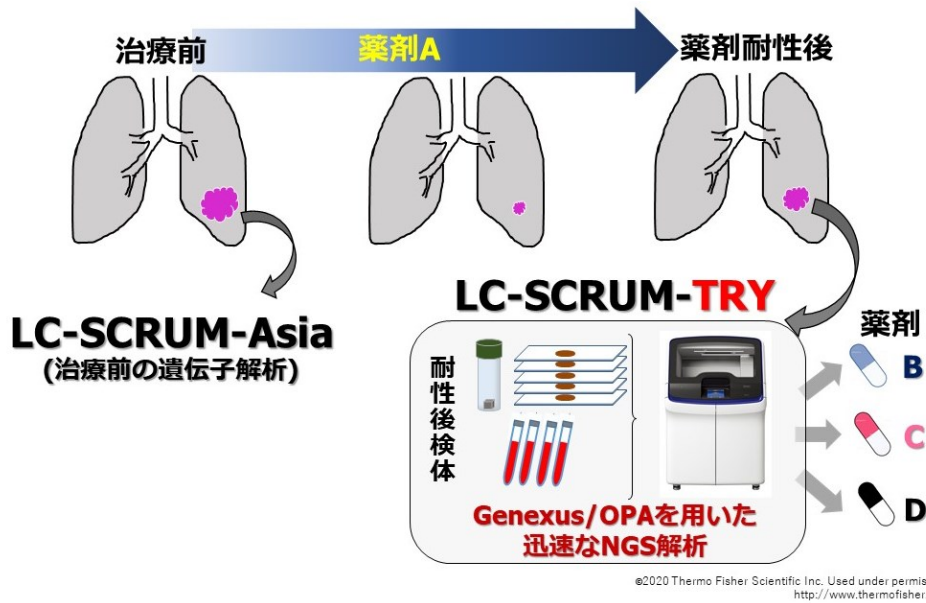 治療前
薬剤A
薬剤耐性後
LC-SCRUM-Asia
(治療前の遺伝子解析)
LC-SCRUM-TRY
耐性後検体
Genexus/OPAを用いた
迅速なNGS解析
薬剤
B
C
D
©2020 Thermo Fisher Scientific Inc. Used under permis
http://www.thermofisher